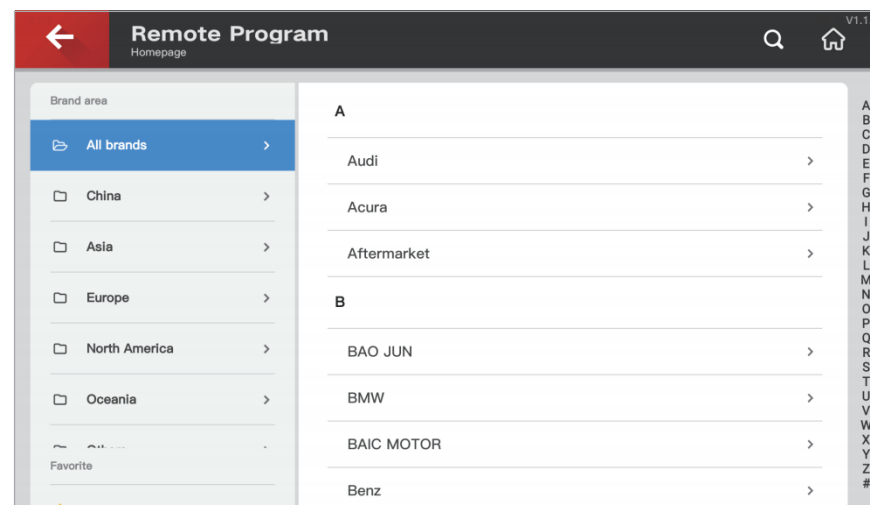 Remote Program
Homepage
V1.1
Brand area
All brands
China
Asia
Europe
North America
Oceania
Favorite
A
Audi
Acura
Aftermarket
B
BAO JUN
BMW
BAIC MOTOR
Benz
A
B
C
D
E
F
G
H
I
J
K
L
M
N
O
P
Q
R
S
T
U
V
W
X
Y
Z
#